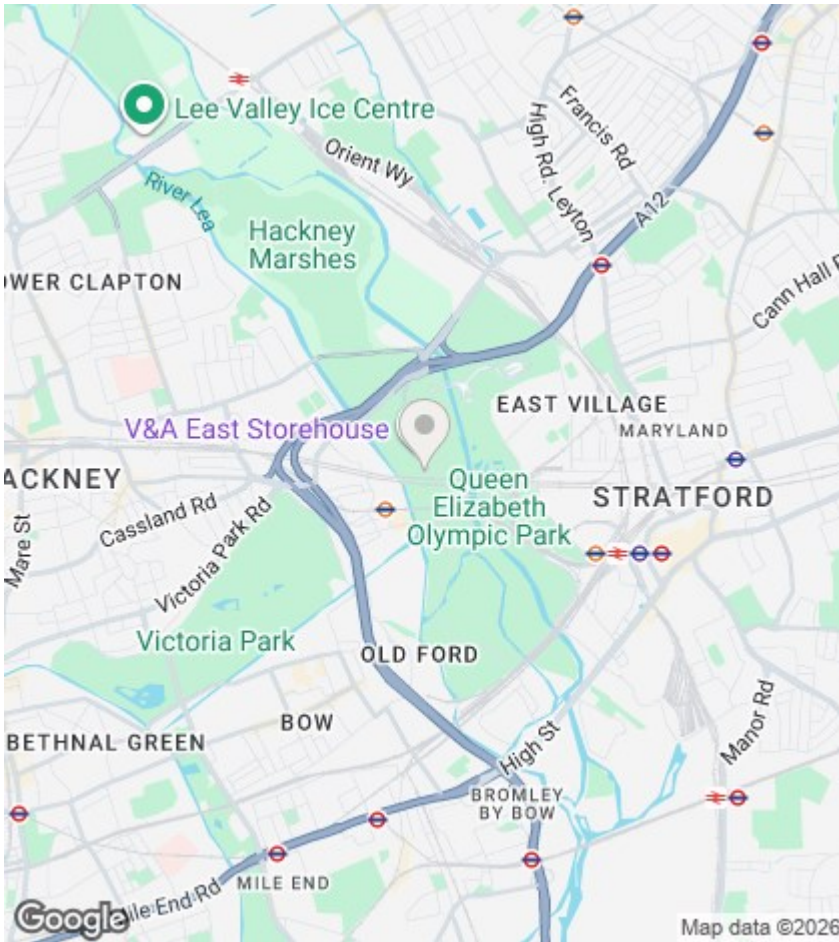 Lee Valley Ice Centre
Francis Rd
High Rd. Leyton
Orient Wy
River Lea
A12
Hackney
Marshes
OWER CLAPTON
Cann Hall R
EAST VILLAGE
V&A East Storehouse
MARYLAND
ACKNEY
Queen
Elizabeth
Olympic Park
STRATFORD
Cassland Rd
Mare St
Victoria Park Rd
Victoria Park
OLD FORD
Manor Rd
BOW
BETHNAL GREEN
High St
BROMLEY
BY BOW
MILE END
Mile End Rd
Google
Map data ©2026